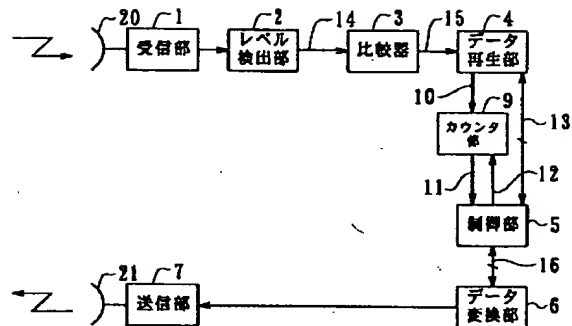 20
1
受信部
2
レベル
検出部
14
3
比較器
15
4
データ
再生部
10
9
カウンタ
部
13
11
12
制御部
5
16
21
7
送信部
データ
変換部
6